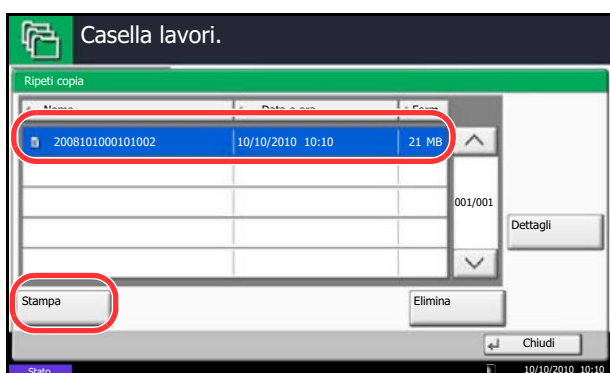 Casella lavori.
Ripeti copia
Nome Data e ora Form.
2008101000101002 10/10/2010 10:10 21 MB
001/001
Dettagli
Stampa Elimina
Chiudi
Stato 10/10/2010 10:10